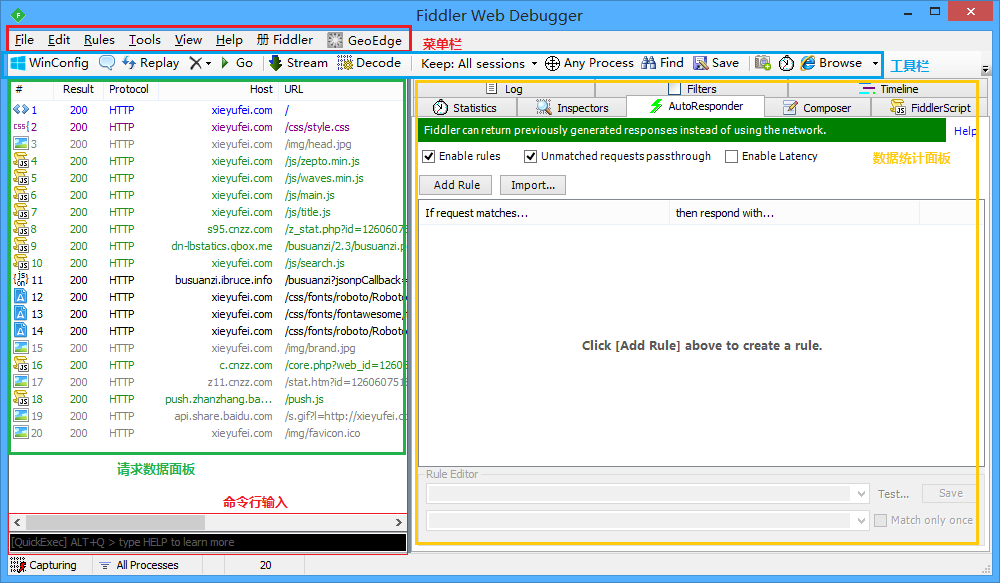 Fiddler Web Debugger
File Edit Rules Tools View Help Fiddler GeoEdge 菜单栏
WinConfig Replay Go Stream Decode Keep: All sessions Any Process Find Save Browse 工具栏
# Result Protocol Host URL
1 200 HTTP xieyufei.com /
2 200 HTTP xieyufei.com /css/style.css
3 200 HTTP xieyufei.com /img/head.jpg
4 200 HTTP xieyufei.com /js/zepto.min.js
5 200 HTTP xieyufei.com /js/waves.min.js
6 200 HTTP xieyufei.com /js/main.js
7 200 HTTP xieyufei.com /js/title.js
8 200 HTTP s95.cnzz.com /z_stat.php?id=12606075
9 200 HTTP dn-lbstatics.qbox.me /busuanzi/2.3/busuanzi.p
10 200 HTTP xieyufei.com /js/search.js
11 200 HTTP busuanzi.ibruce.info /busuanzi?jsonpCallback=
12 200 HTTP xieyufei.com /css/fonts/roboto/Roboto
13 200 HTTP xieyufei.com /css/fonts/fontawesome/
14 200 HTTP xieyufei.com /css/fonts/roboto/Roboto
15 200 HTTP xieyufei.com /img/brand.jpg
16 200 HTTP c.cnzz.com /core.php?web_id=12606
17 200 HTTP z11.cnzz.com /stat.htm?id=126060751
18 200 HTTP push.zhanzhang.ba... /push.js
19 200 HTTP api.share.baidu.com /s.gif?l=http://xieyufei.co
20 200 HTTP xieyufei.com /img/favicon.ico
请求数据面板
命令行输入
[QuickExec] ALT+Q > type HELP to learn more
Capturing All Processes 20
Log Filters Timeline
Statistics Inspectors AutoResponder Composer FiddlerScript
Fiddler can return previously generated responses instead of using the network. Help
Enable rules Unmatched requests passthrough Enable Latency 数据统计面板
Add Rule Import...
If request matches... then respond with...
Click [Add Rule] above to create a rule.
Rule Editor
Test... Save
Match only once